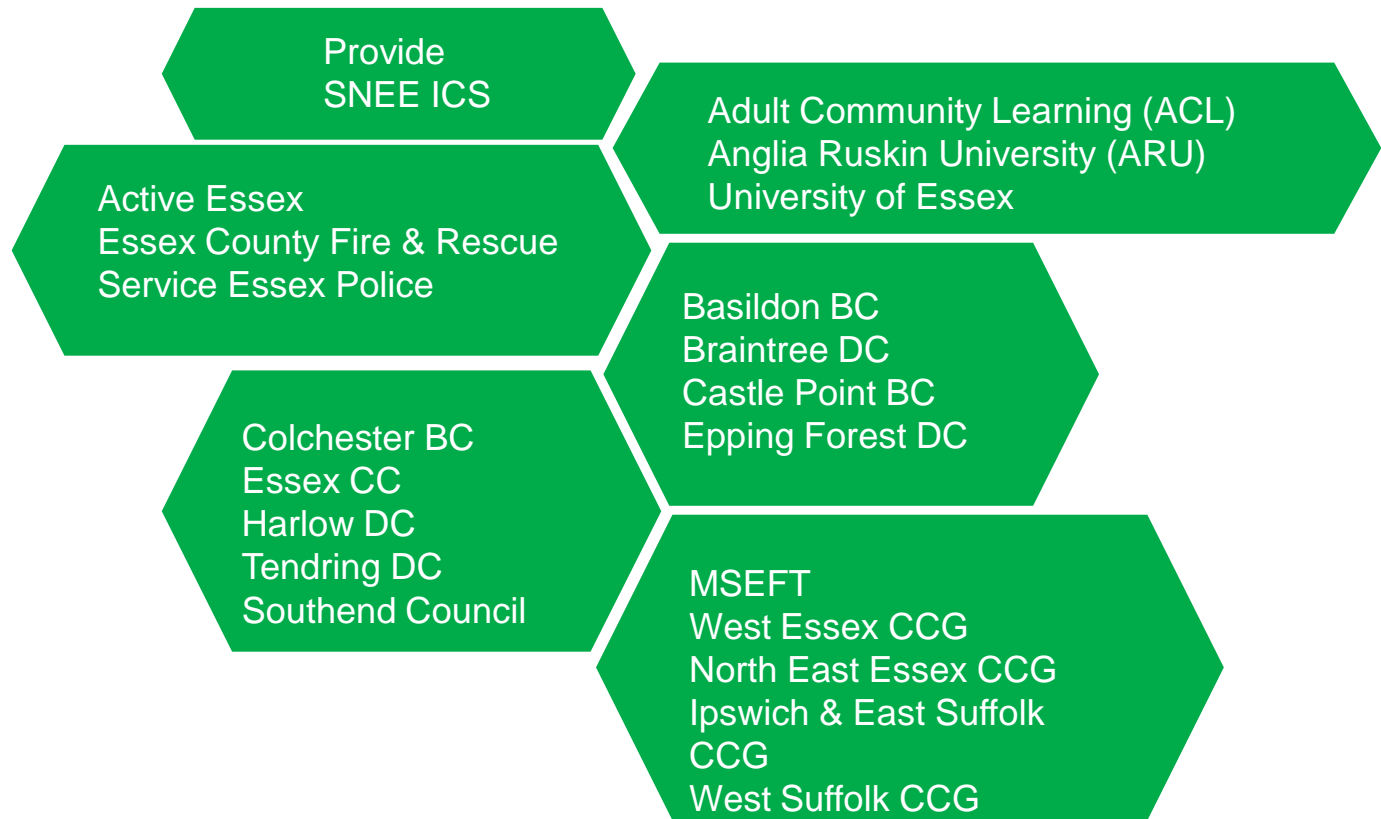 Provide
SNEE ICS
Adult Community Learning (ACL)
Anglia Ruskin University (ARU)
University of Essex
Active Essex
Essex County Fire & Rescue
Service Essex Police
Basildon BC
Braintree DC
Castle Point BC
Epping Forest DC
Colchester BC
Essex CC
Harlow DC
Tendring DC
Southend Council
MSEFT
West Essex CCG
North East Essex CCG
Ipswich & East Suffolk
CCG
West Suffolk CCG